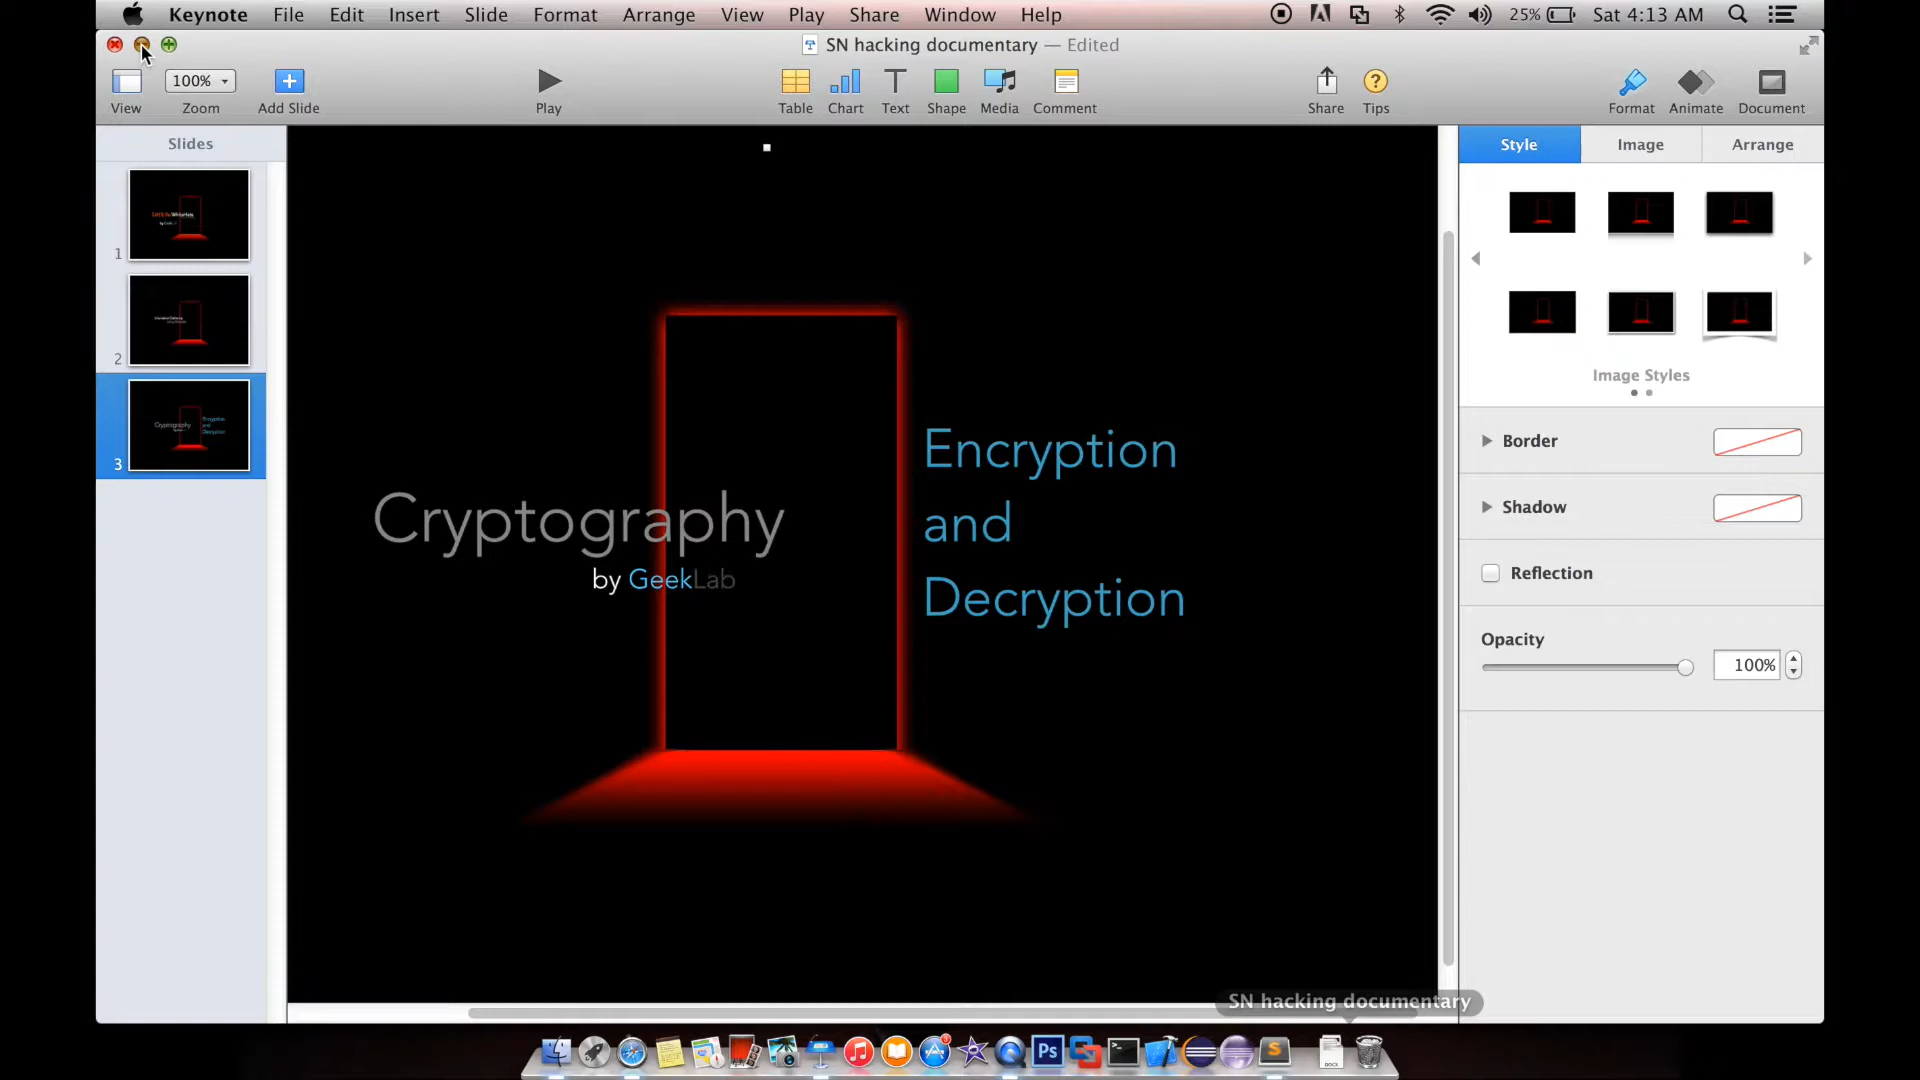 Keynote File Edit Insert Slide Format Arrange View Play Share Window Help 25% Sat 4:13 AM
SN hacking documentary — Edited
100%
View Zoom Add Slide Play Table Chart Text Shape Media Comment Share Tips Format Animate Document
Slides
Style Image Arrange
1
2
3
Cryptography
by GeekLab
Encryption
and
Decryption
Image Styles
Border
Shadow
Reflection
Opacity
100%
SN hacking documentary
Ps
DOCX